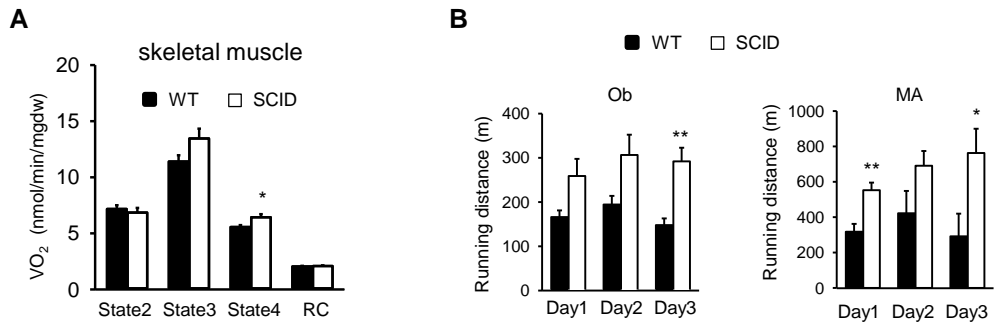 A
skeletal muscle
WT SCID
VO2 (nmol/min/mgdw)
20
15
10
5
0
*
State2 State3 State4 RC
B
WT SCID
Ob
Running distance (m)
400
300
200
100
0
**
Day1 Day2 Day3
MA
Running distance (m)
1000
800
600
400
200
0
**
*
Day1 Day2 Day3